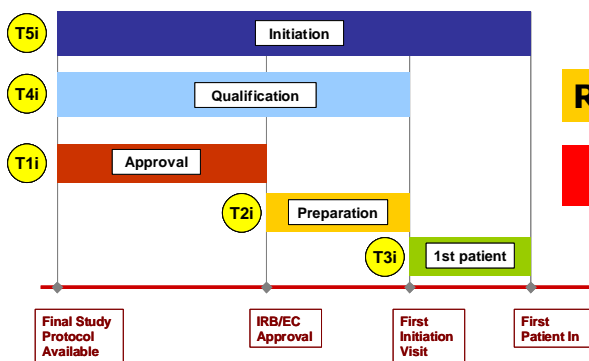 T5i
Initiation
T4i
Qualification
R
T1i
Approval
T2i
Preparation
T3i
1st patient
Final Study
Protocol
Available
IRB/EC
Approval
First
Initiation
Visit
First
Patient In